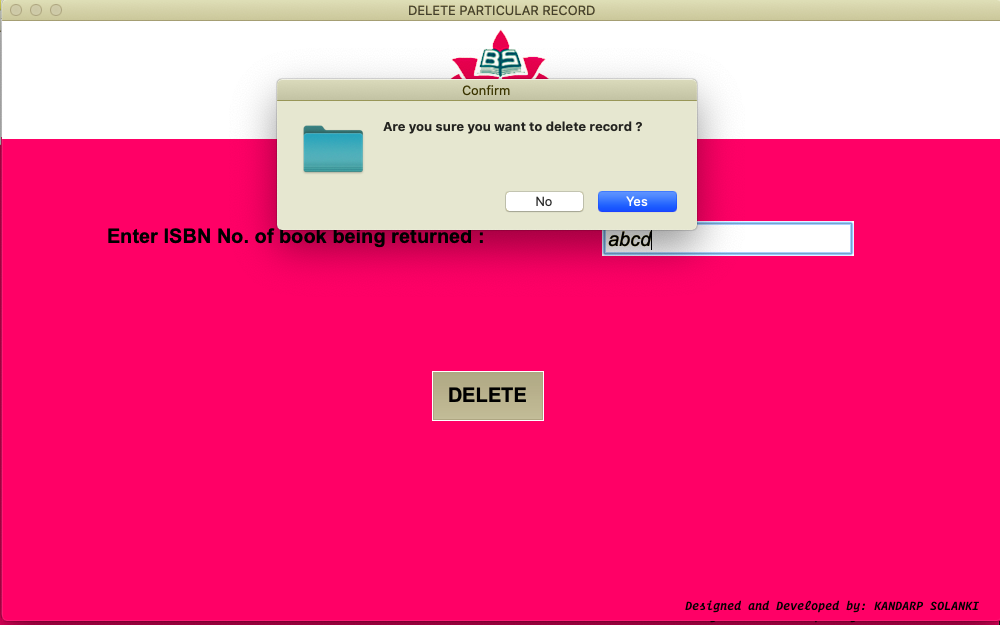 DELETE PARTICULAR RECORD
BS
Confirm
Are you sure you want to delete record ?
No
Yes
Enter ISBN No. of book being returned :
abcd
DELETE
Designed and Developed by: KANDARP SOLANKI